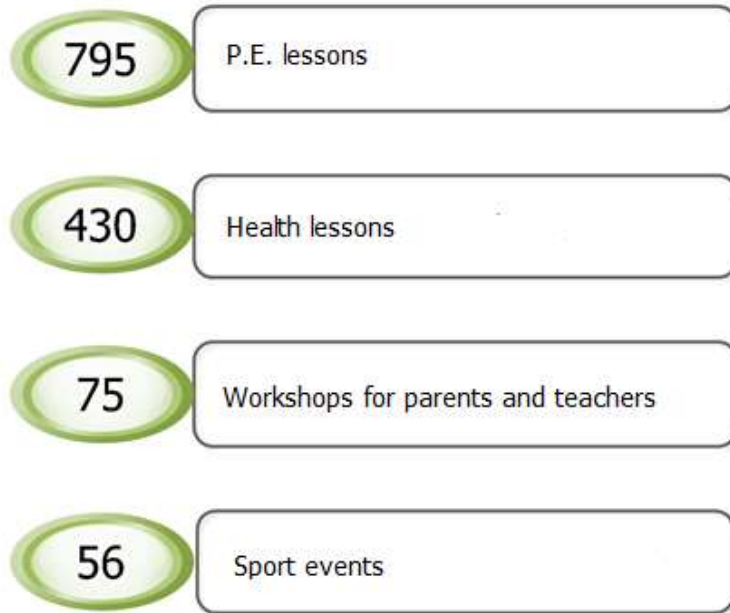 795 P.E. lessons
430 Health lessons
75 Workshops for parents and teachers
56 Sport events